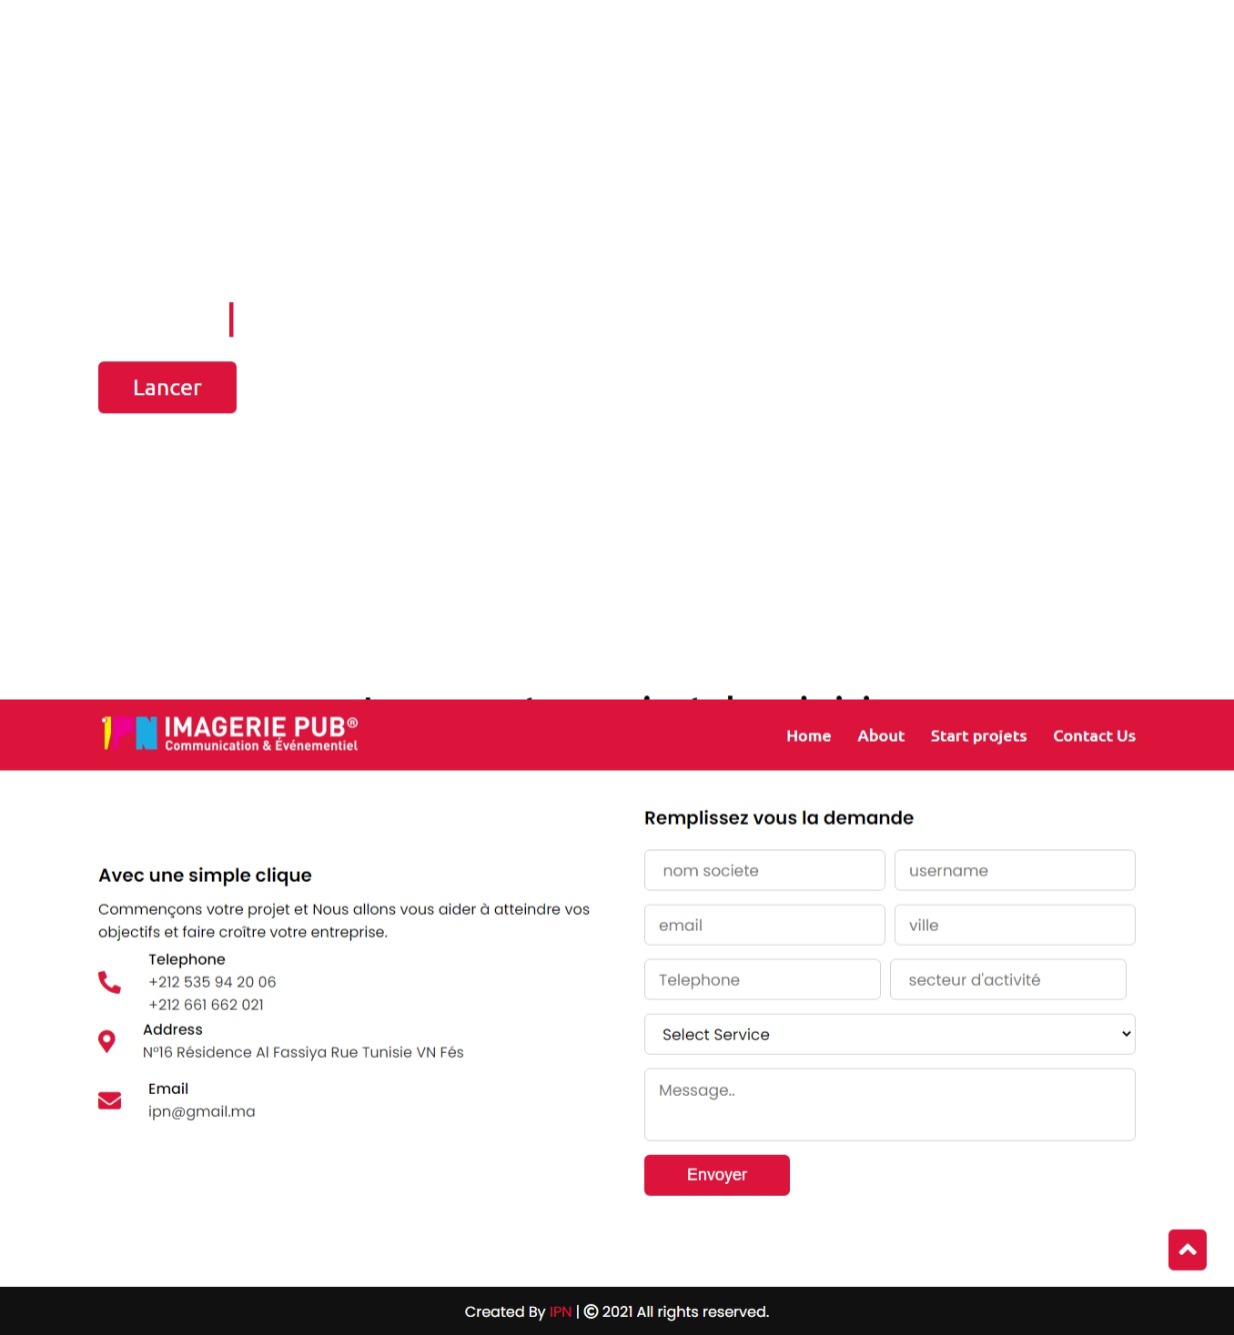 Lancer
IMAGERIE PUB®
Communication & Événementiel
Home About Start projets Contact Us
Avec une simple clique
Commençons votre projet et Nous allons vous aider à atteindre vos
objectifs et faire croître votre entreprise.
Telephone
+212 535 94 20 06
+212 661 662 021
Address
N°16 Résidence Al Fassiya Rue Tunisie VN Fés
Email
ipn@gmail.ma
Remplissez vous la demande
nom societe username
email ville
Telephone secteur d'activité
Select Service
Message..
Envoyer
Created By IPN | © 2021 All rights reserved.